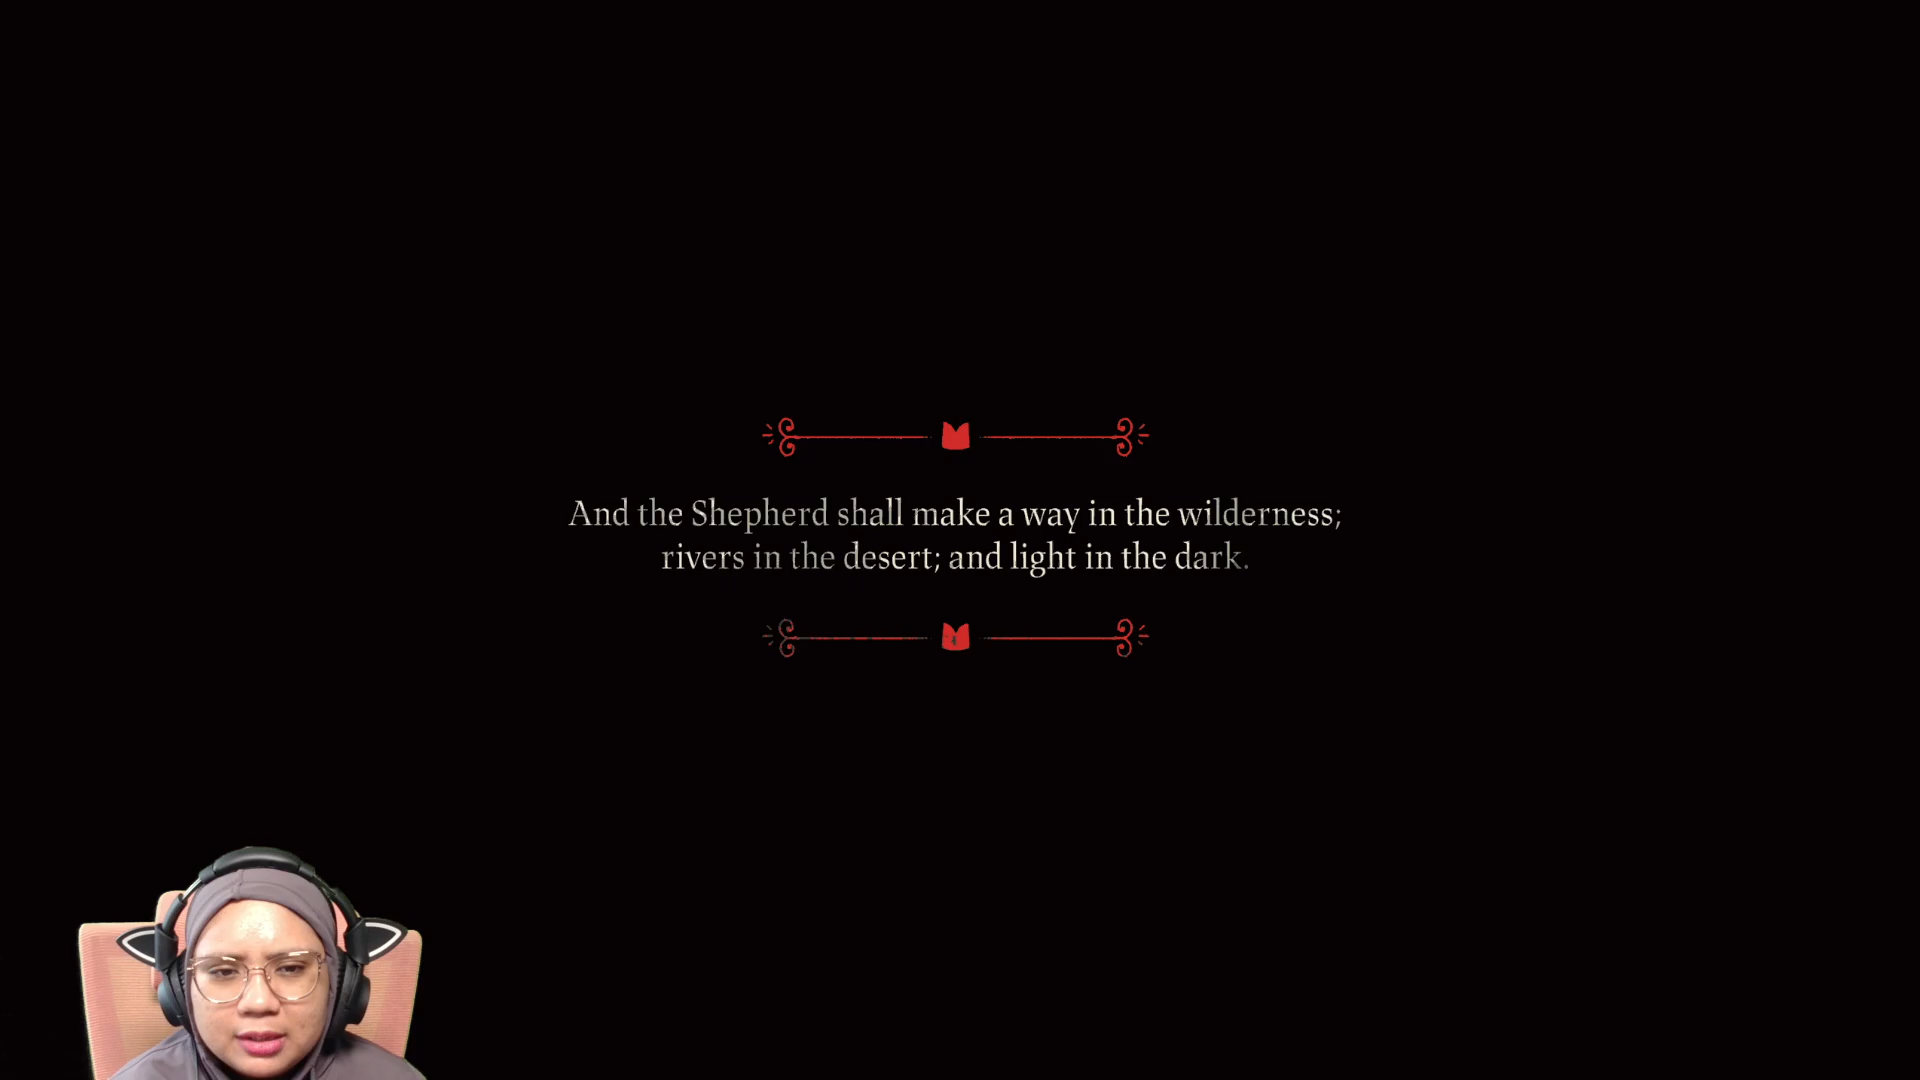 And the Shepherd shall make a way in the wilderness;
rivers in the desert; and light in the dark.